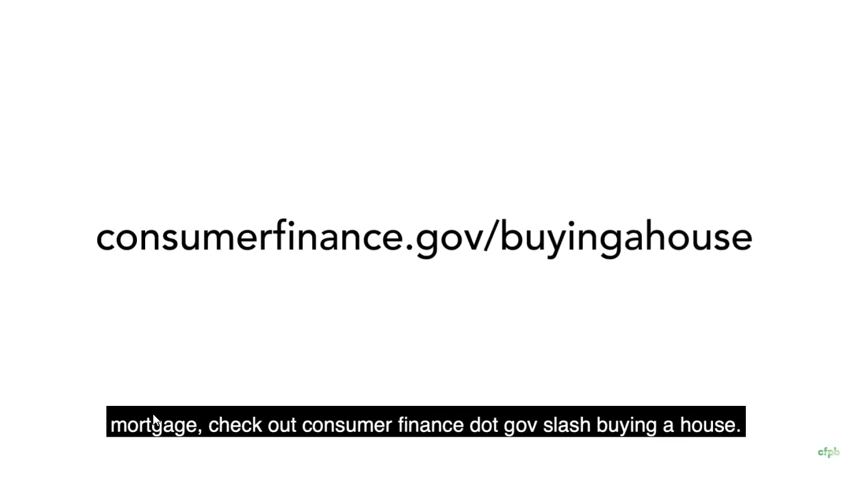 consumerfinance.gov/buyingahouse
mortgage, check out consumer finance dot gov slash buying a house.
cfpb